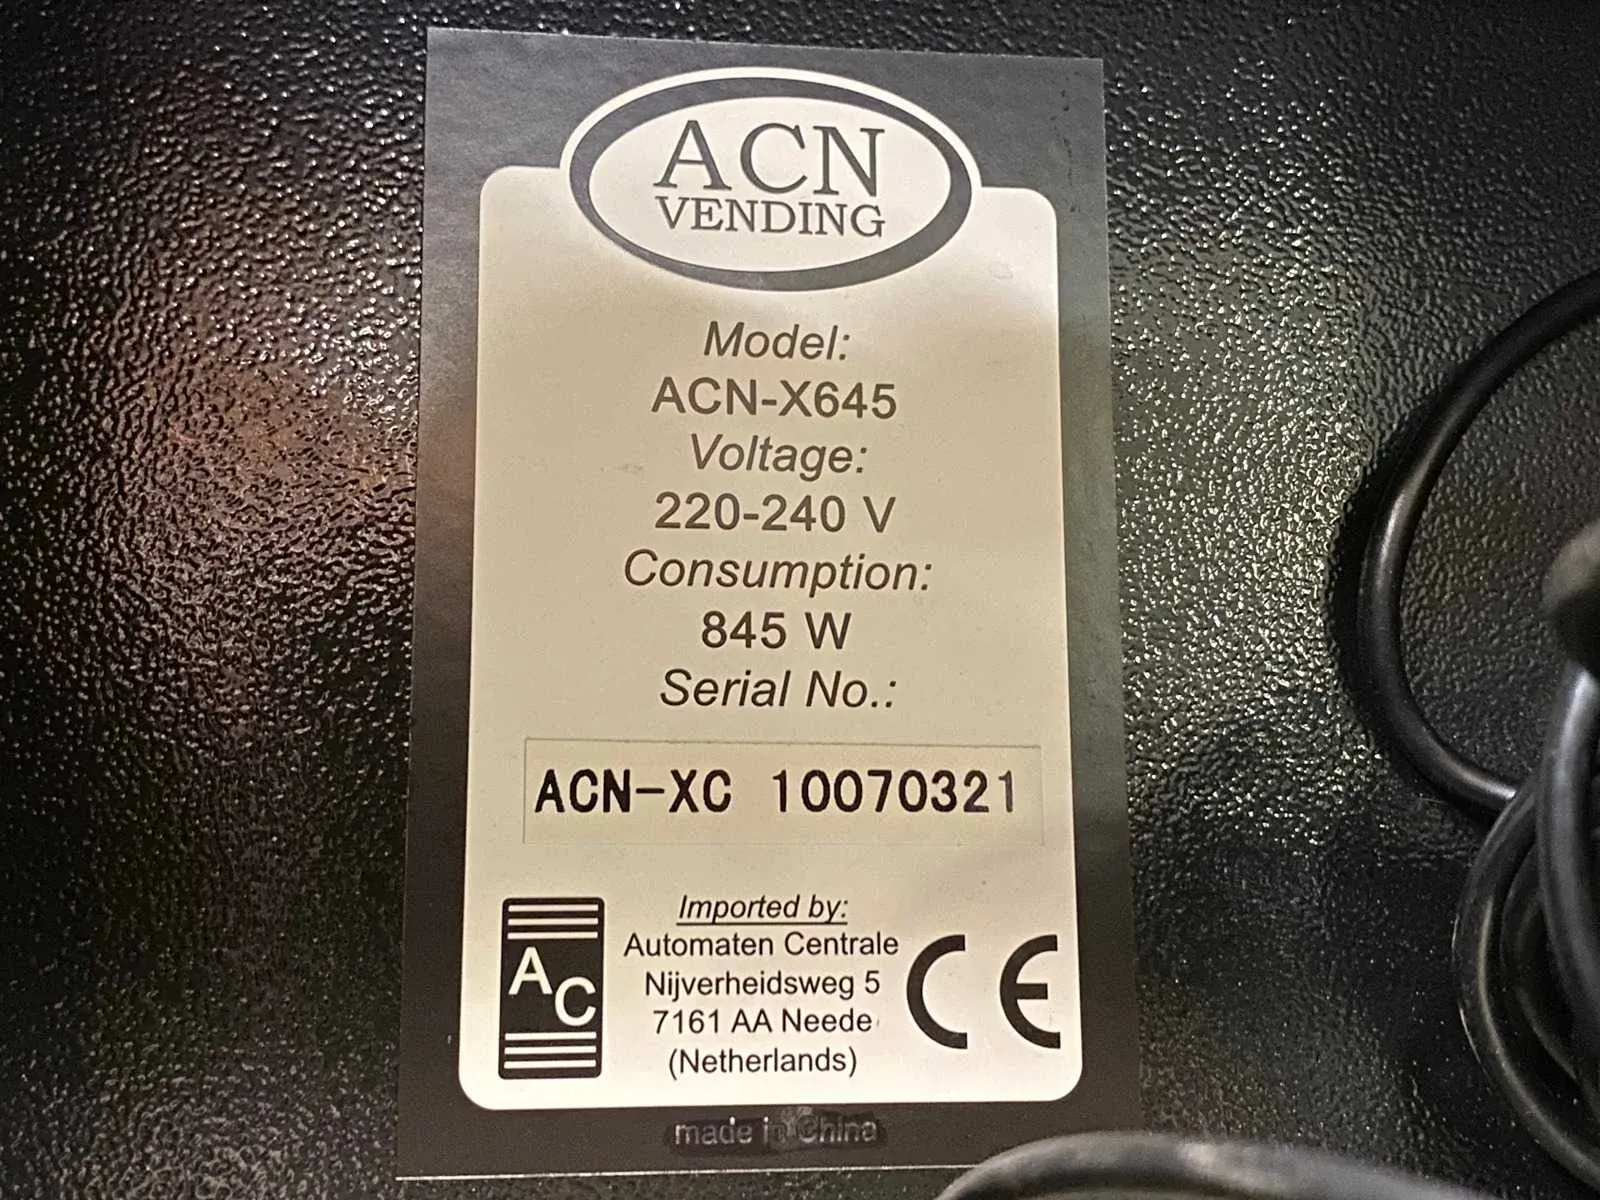 ACN
VENDING
Model:
ACN-X645
Voltage:
220-240 V
Consumption:
845 W
Serial No.:
ACN-XC 10070321
Imported by:
Automaten Centrale
Nijverheidsweg 5
7161 AA Neede
(Netherlands)
AC
CE
made in China